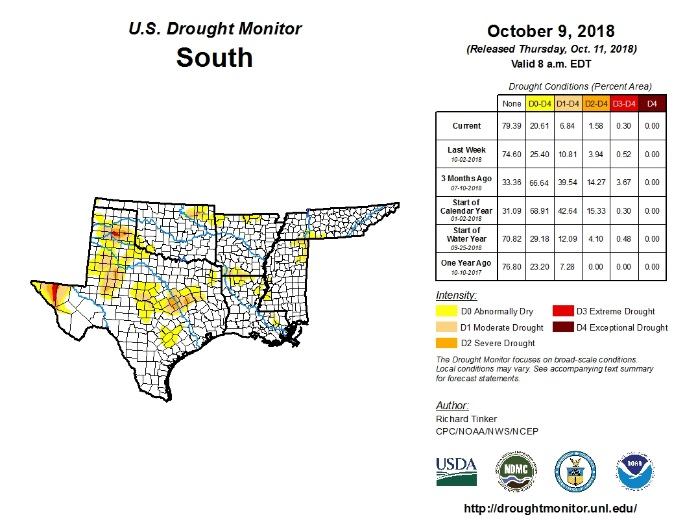 U.S. Drought Monitor
South
October 9, 2018
(Released Thursday, Oct. 11, 2018)
Valid 8 a.m. EDT
Drought Conditions (Percent Area)
None D0-D4 D1-D4 D2-D4 D3-D4 D4
Current 79.39 20.61 6.84 1.58 0.30 0.00
Last Week
10-02-2018
74.60 25.40 10.81 3.94 0.52 0.00
3 Months Ago
07-10-2018
33.36 66.64 39.54 14.27 3.67 0.00
Start of
Calendar Year
01-02-2018
31.09 68.91 42.64 15.33 0.30 0.00
Start of
Water Year
09-25-2018
70.82 29.18 12.09 4.10 0.48 0.00
One Year Ago
10-10-2017
76.80 23.20 7.28 0.00 0.00 0.00
Intensity:
D0 Abnormally Dry
D1 Moderate Drought
D2 Severe Drought
D3 Extreme Drought
D4 Exceptional Drought
The Drought Monitor focuses on broad-scale conditions.
Local conditions may vary. See accompanying text summary
for forecast statements.
Author:
Richard Tinker
CPC/NOAA/NWS/NCEP
USDA
NDMC
NOAA
http://droughtmonitor.unl.edu/